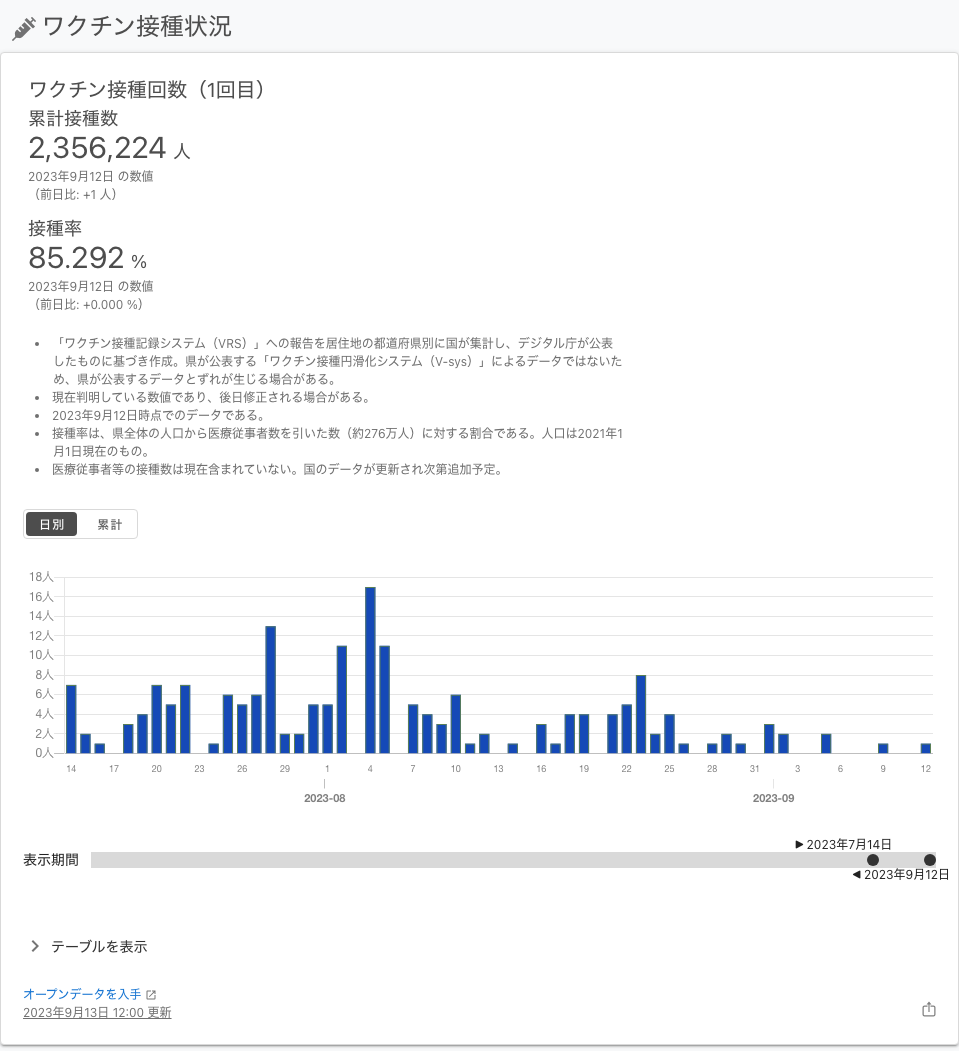 ワクチン接種状況
ワクチン接種回数（1回目）
累計接種数
2,356,224 人
2023年9月12日 の数値
（前日比: +1 人）
接種率
85.292 %
2023年9月12日 の数値
（前日比: +0.000 %）
• 「ワクチン接種記録システム（VRS）」への報告を居住地の都道府県別に国が集計し、デジタル庁が公表
したものに基づき作成。県が公表する「ワクチン接種円滑化システム（V-sys）」によるデータではないた
め、県が公表するデータとずれが生じる場合がある。
• 現在判明している数値であり、後日修正される場合がある。
• 2023年9月12日時点でのデータである。
• 接種率は、県全体の人口から医療従事者数を引いた数（約276万人）に対する割合である。人口は2021年1
月1日現在のもの。
• 医療従事者等の接種数は現在含まれていない。国のデータが更新され次第追加予定。
日別 累計
18人
16人
14人
12人
10人
8人
6人
4人
2人
0人
14 17 20 23 26 29 1 4 7 10 13 16 19 22 25 28 31 3 6 9 12
2023-08 2023-09
▶ 2023年7月14日
表示期間
◀ 2023年9月12日
テーブルを表示
オープンデータを入手
2023年9月13日 12:00 更新